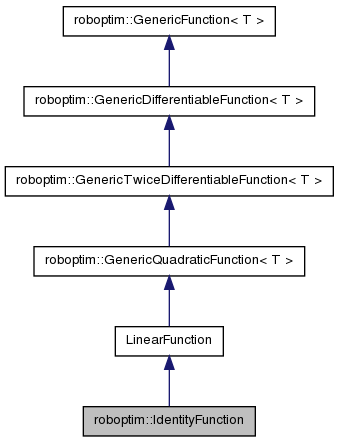 roboptim::GenericFunction< T >
roboptim::GenericDifferentiableFunction< T >
roboptim::GenericTwiceDifferentiableFunction< T >
roboptim::GenericQuadraticFunction< T >
LinearFunction
roboptim::IdentityFunction